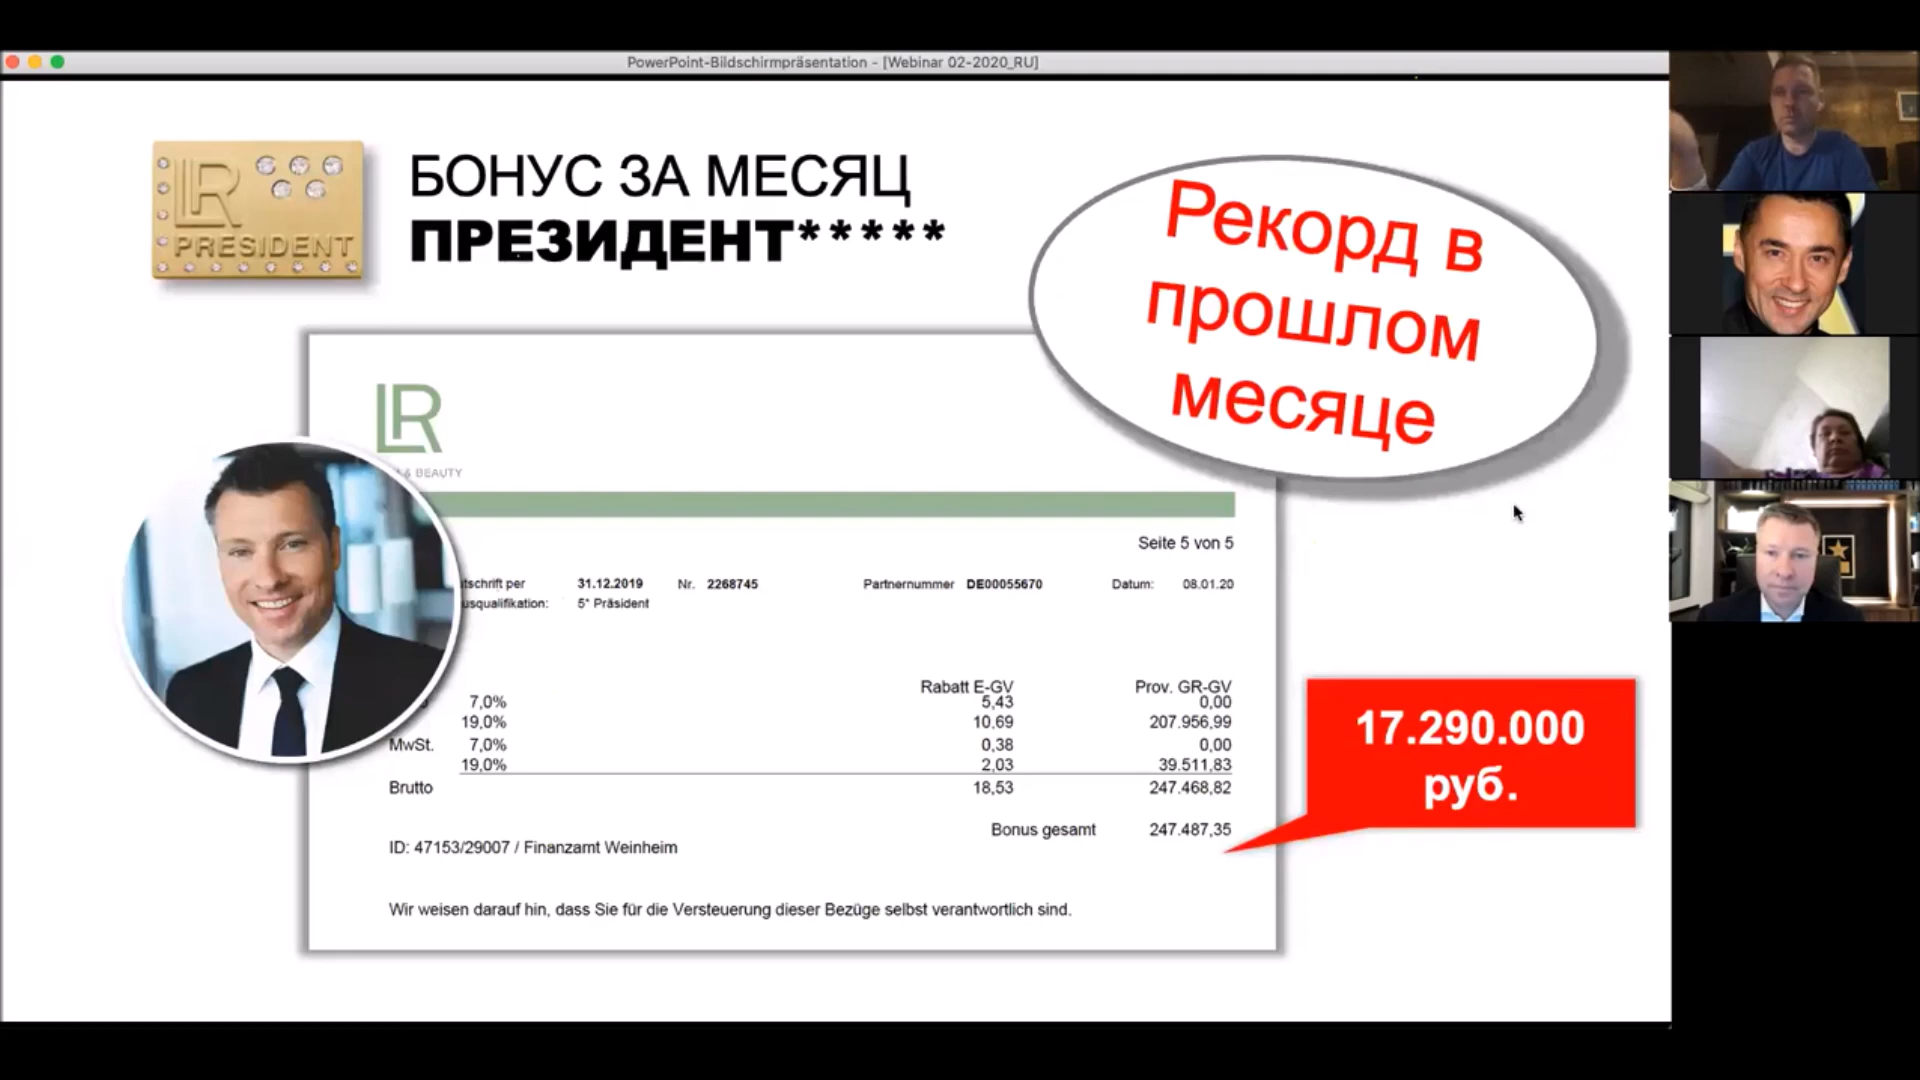 PowerPoint-Bildschirmpräsentation - [Webinar 02-2020_RU]
LR
PRESIDENT
БОНУС ЗА МЕСЯЦ
ПРЕЗИДЕНТ*****
Рекорд в
прошлом
месяце
LR
& BEAUTY
Seite 5 von 5
tschrift per 31.12.2019 Nr. 2268745 Partnernummer DE00055670 Datum: 08.01.20
usqualifikation: 5* Präsident
Rabatt E-GV Prov. GR-GV
7,0% 5,43 0,00
19,0% 10,69 207.956,99
MwSt. 7,0% 0,38 0,00
19,0% 2,03 39.511,83
Brutto 18,53 247.468,82
Bonus gesamt 247.487,35
ID: 47153/29007 / Finanzamt Weinheim
Wir weisen darauf hin, dass Sie für die Versteuerung dieser Bezüge selbst verantwortlich sind.
17.290.000
руб.